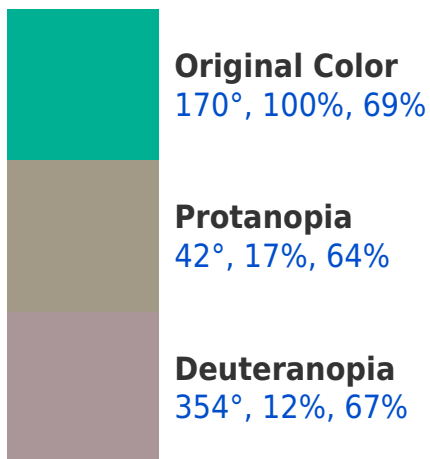 Original Color
170°, 100%, 69%
Protanopia
42°, 17%, 64%
Deuteranopia
354°, 12%, 67%